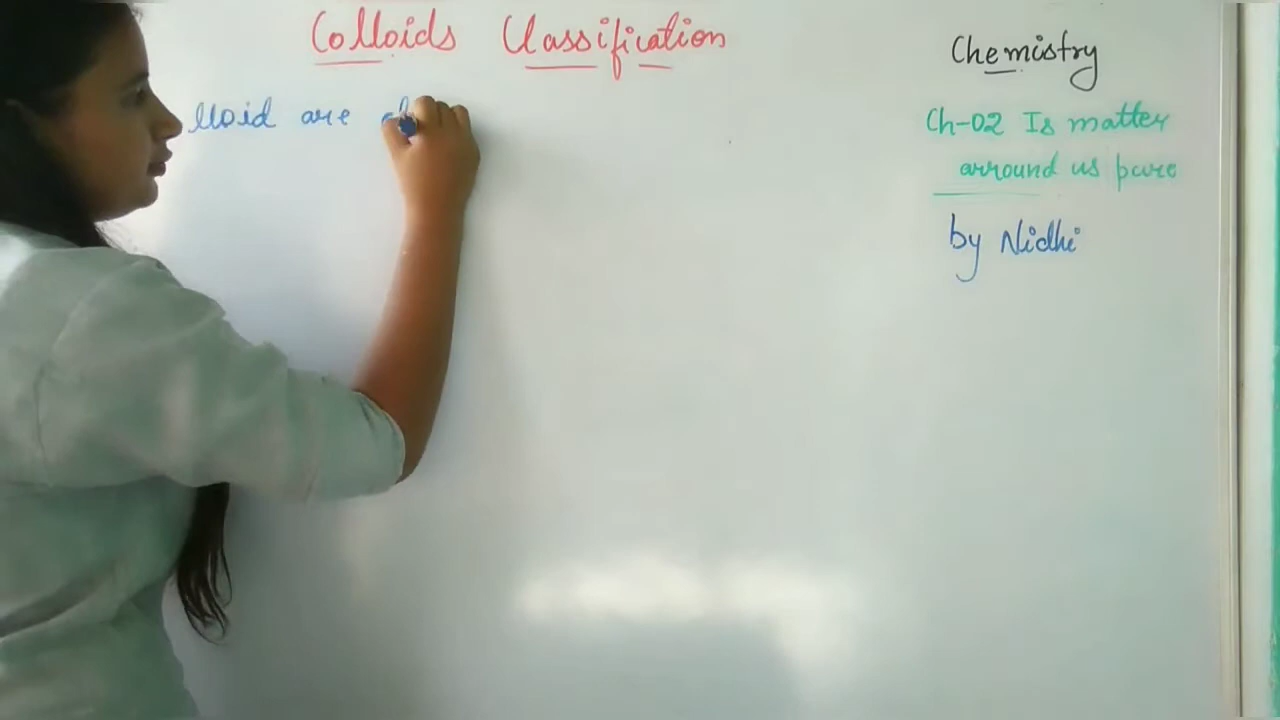 Colloids Classification
lloid are
Chemistry
Ch-02 Is matter
arround us pure
by Nidhi